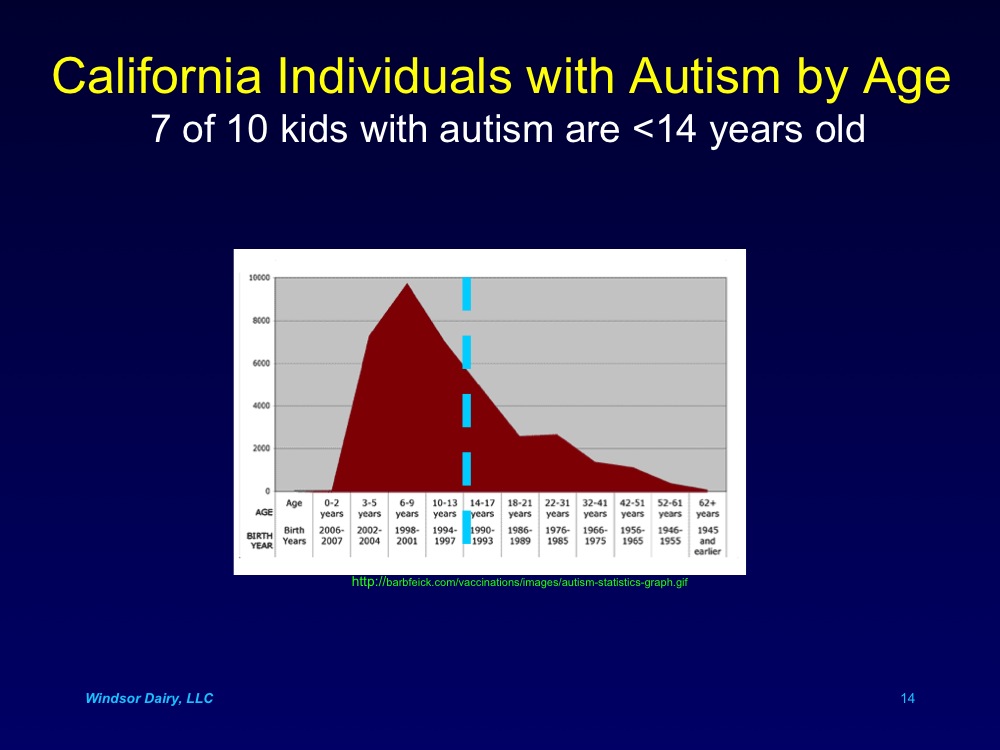 California Individuals with Autism by Age
7 of 10 kids with autism are <14 years old
10000
8000
6000
4000
2000
0
AGE
Age
0-2 years
3-5 years
6-9 years
10-13 years
14-17 years
18-21 years
22-31 years
32-41 years
42-51 years
52-61 years
62+ years
BIRTH YEAR
Birth Years
2006-2007
2002-2004
1998-2001
1994-1997
1990-1993
1986-1989
1976-1985
1966-1975
1956-1965
1946-1955
1945 and earlier
http://barbfeick.com/vaccinations/images/autism-statistics-graph.gif
Windsor Dairy, LLC
14